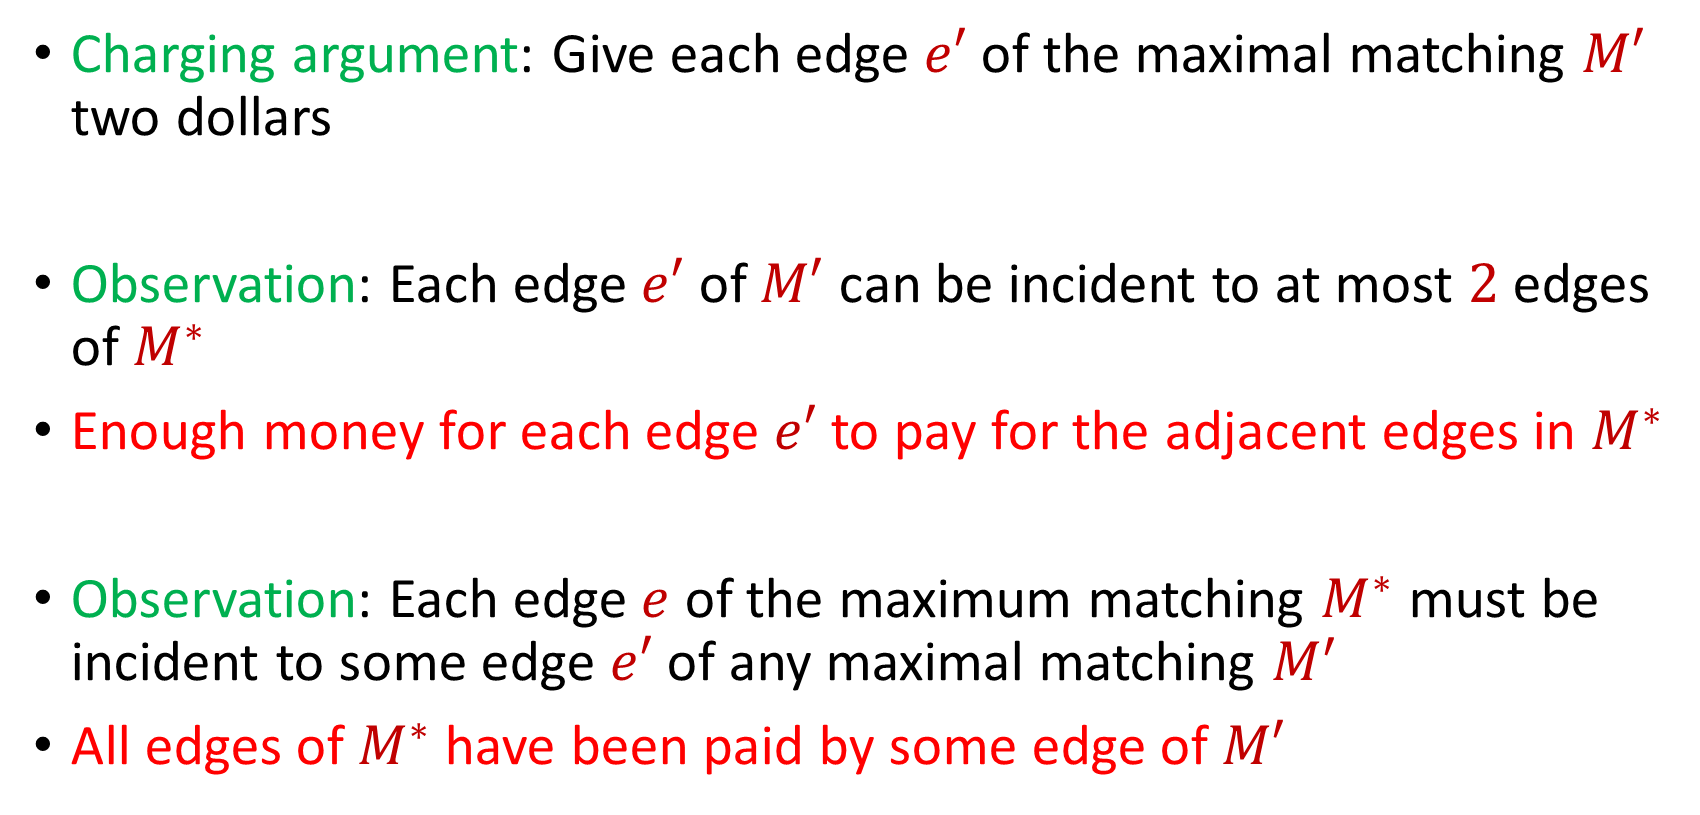 • Charging argument: Give each edge e′ of the maximal matching M′
two dollars
• Observation: Each edge e′ of M′ can be incident to at most 2 edges
of M*
• Enough money for each edge e′ to pay for the adjacent edges in M*
• Observation: Each edge e of the maximum matching M* must be
incident to some edge e′ of any maximal matching M′
• All edges of M* have been paid by some edge of M′